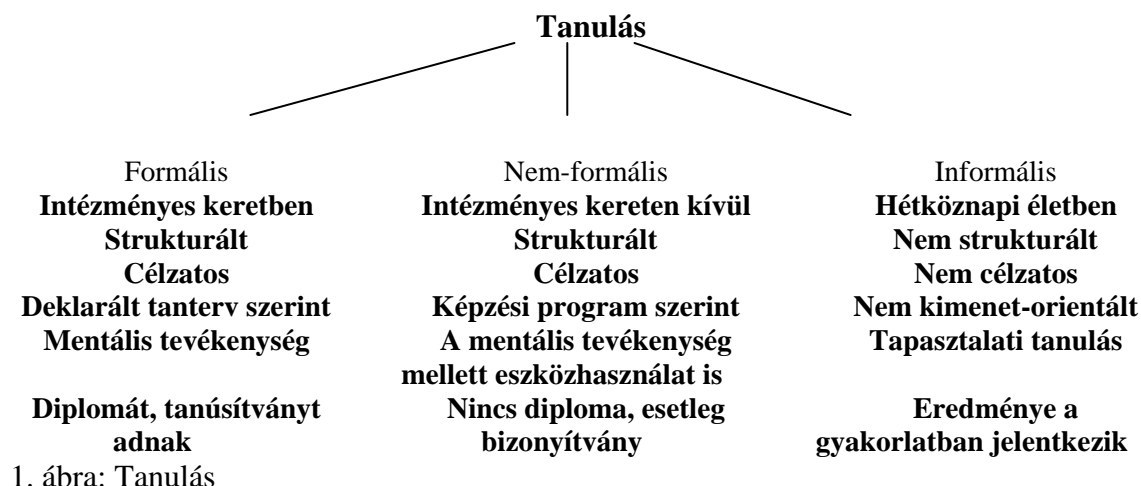 Tanulás
Formális
Intézményes keretben
Strukturált
Célzatos
Deklarált tanterv szerint
Mentális tevékenység
Diplomát, tanúsítványt
adnak
Nem-formális
Intézményes kereten kívül
Strukturált
Célzatos
Képzési program szerint
A mentális tevékenység
mellett eszközhasználat is
Nincs diploma, esetleg
bizonyítvány
Informális
Hétköznapi életben
Nem strukturált
Nem célzatos
Nem kimenet-orientált
Tapasztalati tanulás
Eredménye a
gyakorlatban jelentkezik
1. ábra: Tanulás